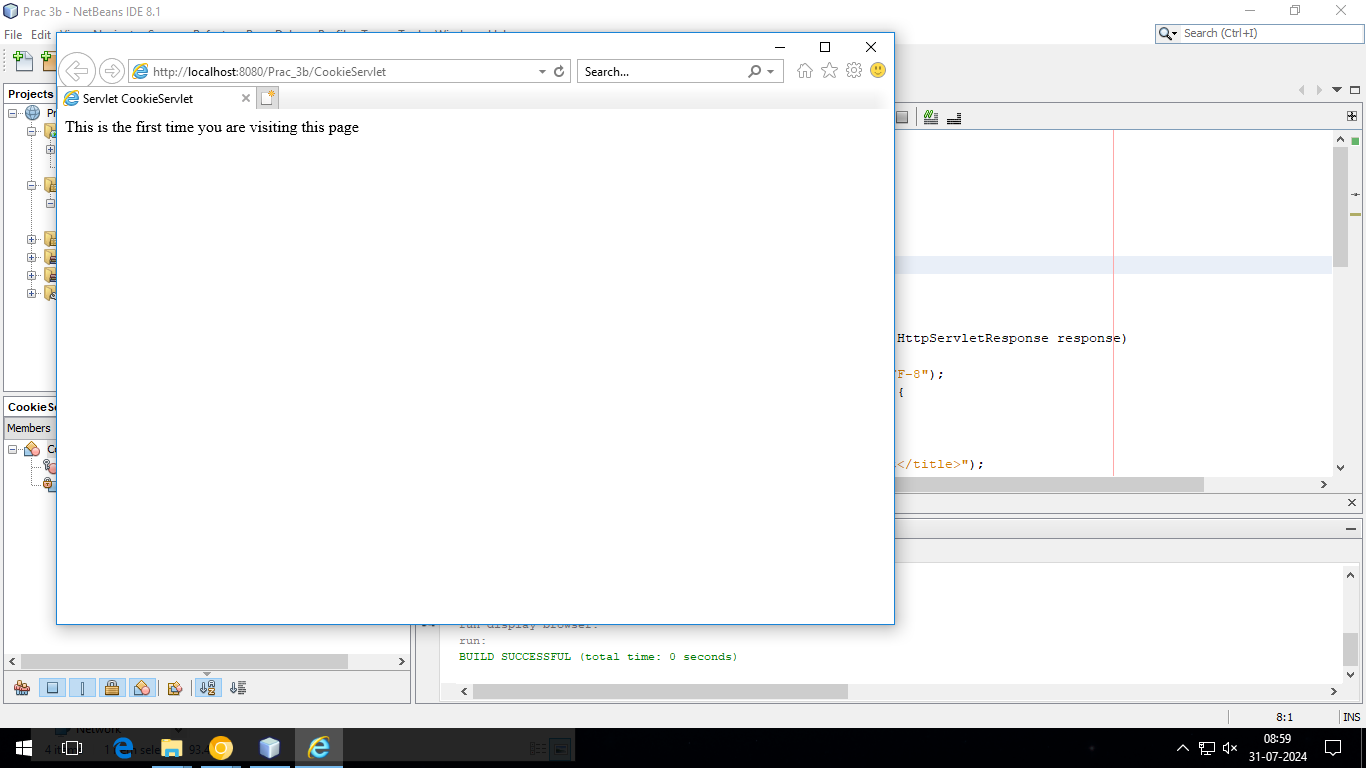 Prac 3b - NetBeans IDE 8.1
File Edit
Search (Ctrl+I)
http://localhost:8080/Prac_3b/CookieServlet
Search...
Servlet CookieServlet
This is the first time you are visiting this page
Projects
HttpServletResponse response)
F-8");
{
</title>");
CookieSe
Members
run display browser:
run:
BUILD SUCCESSFUL (total time: 0 seconds)
8:1 INS
Network
08:59
31-07-2024